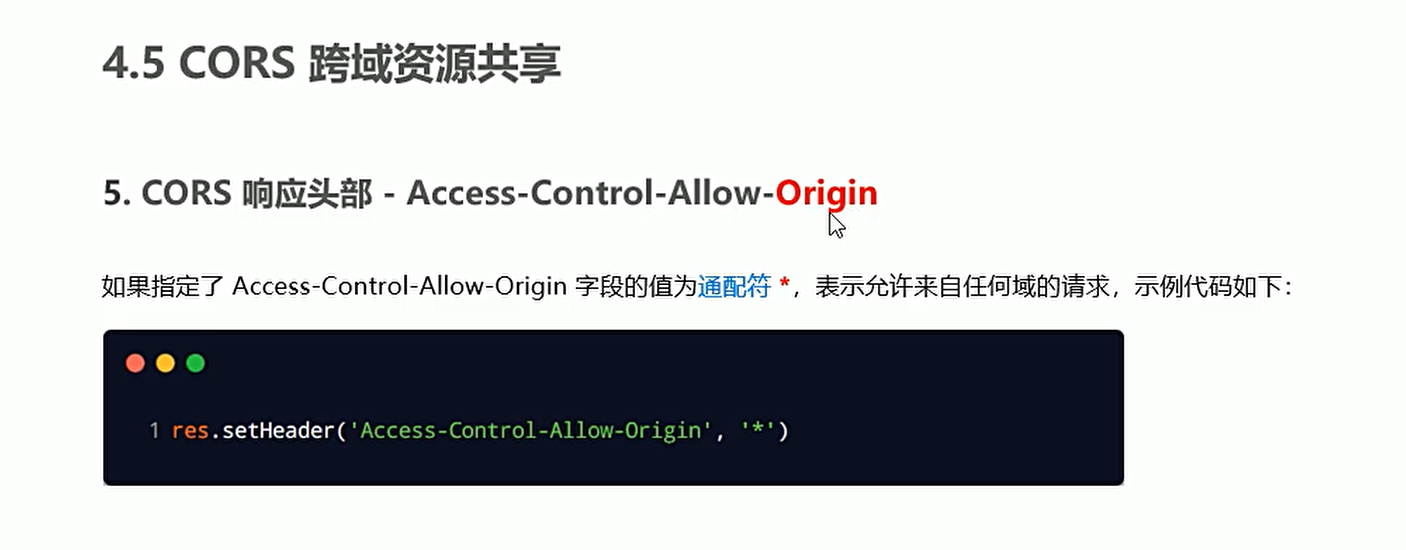 4.5 CORS 跨域资源共享
5. CORS 响应头部 - Access-Control-Allow-Origin
如果指定了 Access-Control-Allow-Origin 字段的值为通配符 *，表示允许来自任何域的请求，示例代码如下：
1 res.setHeader('Access-Control-Allow-Origin', '*')